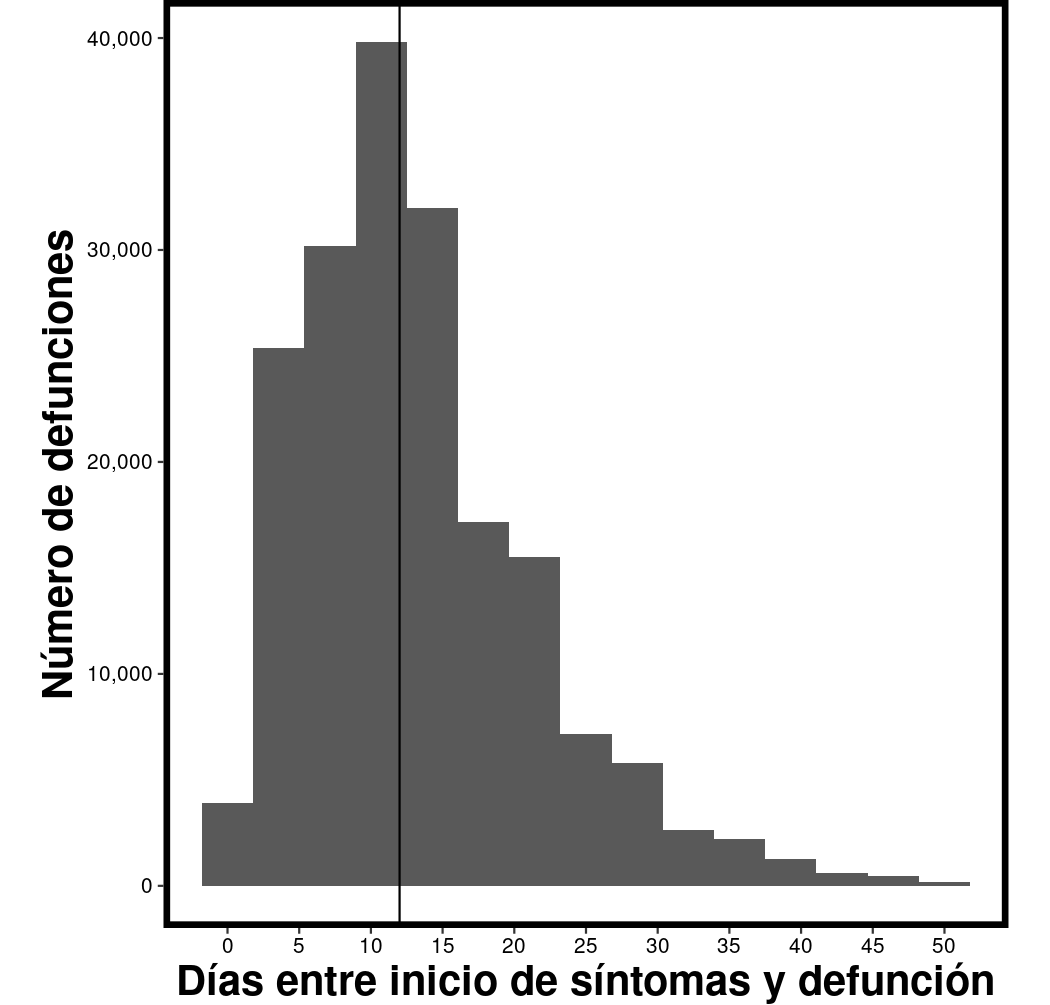 40,000
30,000
20,000
10,000
0
Número de defunciones
0 5 10 15 20 25 30 35 40 45 50
Días entre inicio de síntomas y defunción